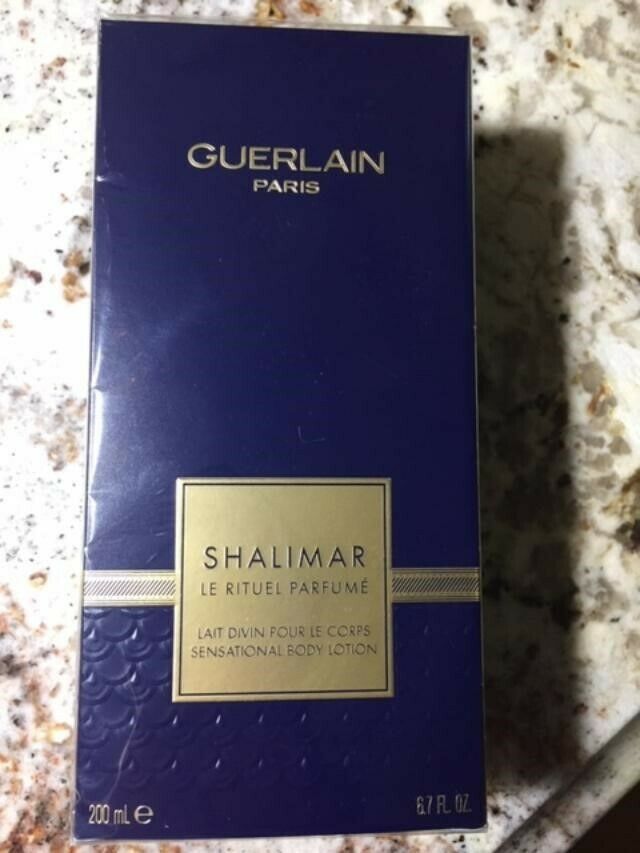 GUERLAIN
PARIS
SHALIMAR
LE RITUEL PARFUMÉ
LAIT DIVIN POUR LE CORPS
SENSATIONAL BODY LOTION
200 mL e
6.7 FL. OZ.